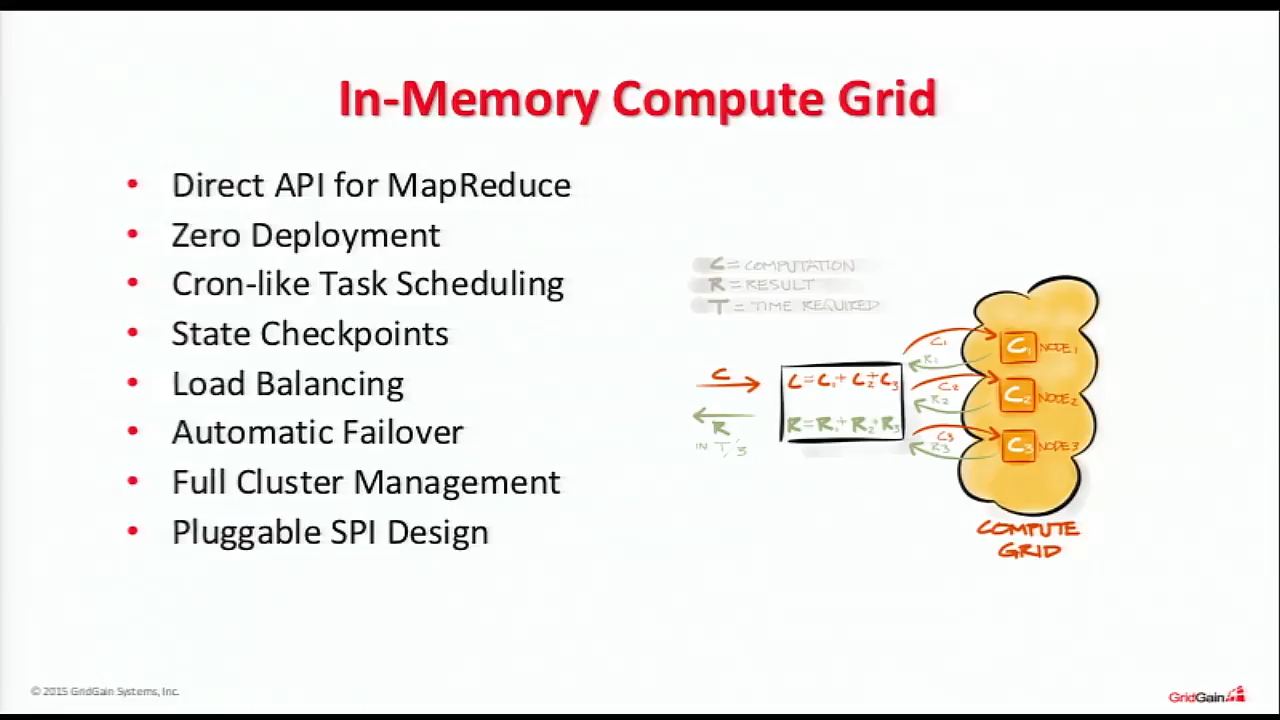 In-Memory Compute Grid
• Direct API for MapReduce
• Zero Deployment
• Cron-like Task Scheduling
• State Checkpoints
• Load Balancing
• Automatic Failover
• Full Cluster Management
• Pluggable SPI Design
C = COMPUTATION
R = RESULT
T = TIME REQUIRED
C
R
IN T/3
C = C1 + C2 + C3
R = R1 + R2 + R3
C1
R1
C2
R2
C3
R3
C1 NODE 1
C2 NODE 2
C3 NODE 3
COMPUTE
GRID
© 2015 GridGain Systems, Inc.
GridGain